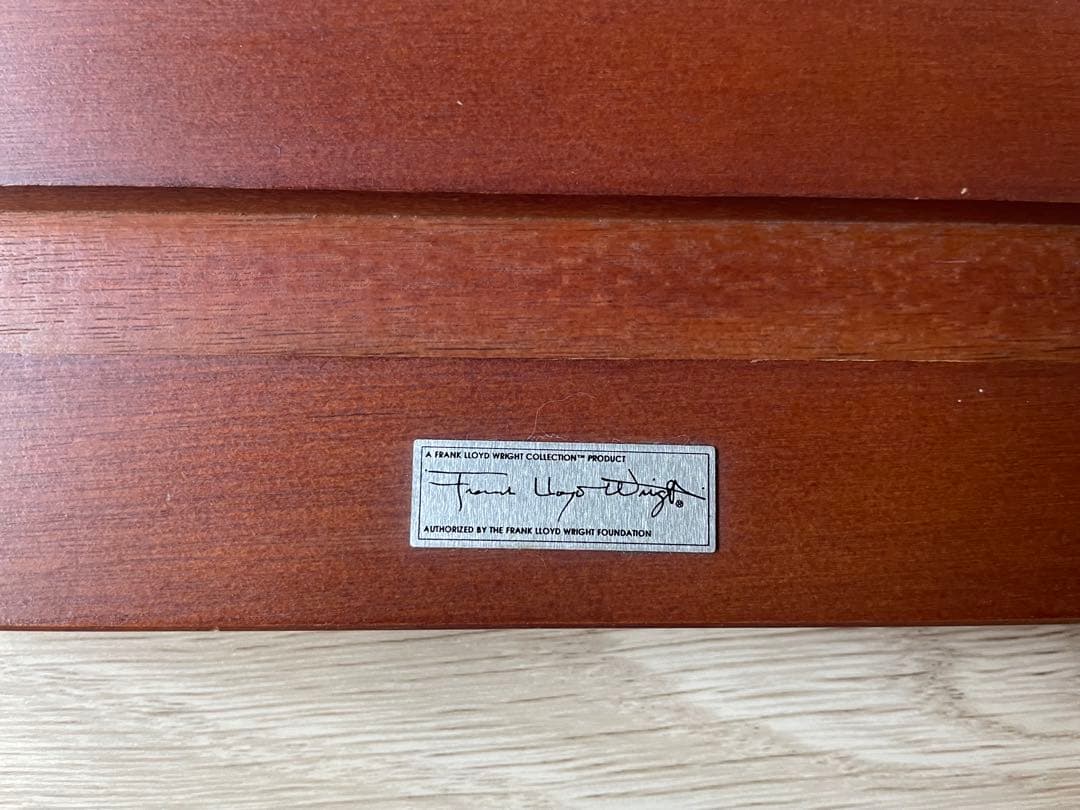 A FRANK LLOYD WRIGHT COLLECTION™ PRODUCT
Frank Lloyd Wright®
AUTHORIZED BY THE FRANK LLOYD WRIGHT FOUNDATION